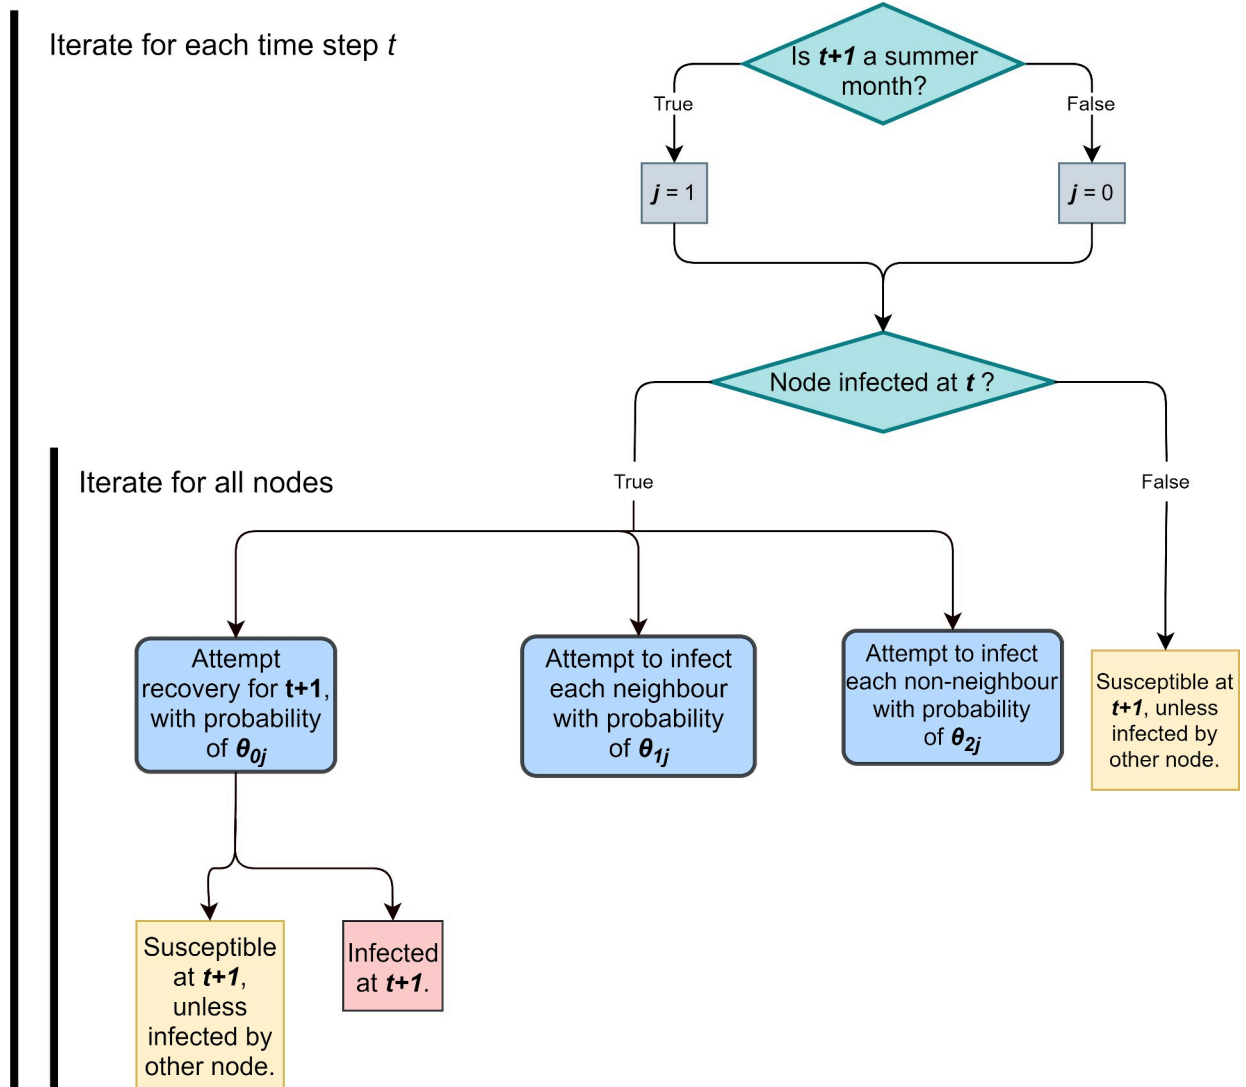 Iterate for each time step t
Is t+1 a summer
month?
True
False
j = 1
j = 0
Node infected at t ?
Iterate for all nodes
True
False
Attempt
recovery for t+1,
with probability
of θ0j
Attempt to infect
each neighbour
with probability
of θ1j
Attempt to infect
each non-neighbour
with probability
of θ2j
Susceptible at
t+1, unless
infected by
other node.
Susceptible
at t+1,
unless
infected by
other node.
Infected
at t+1.